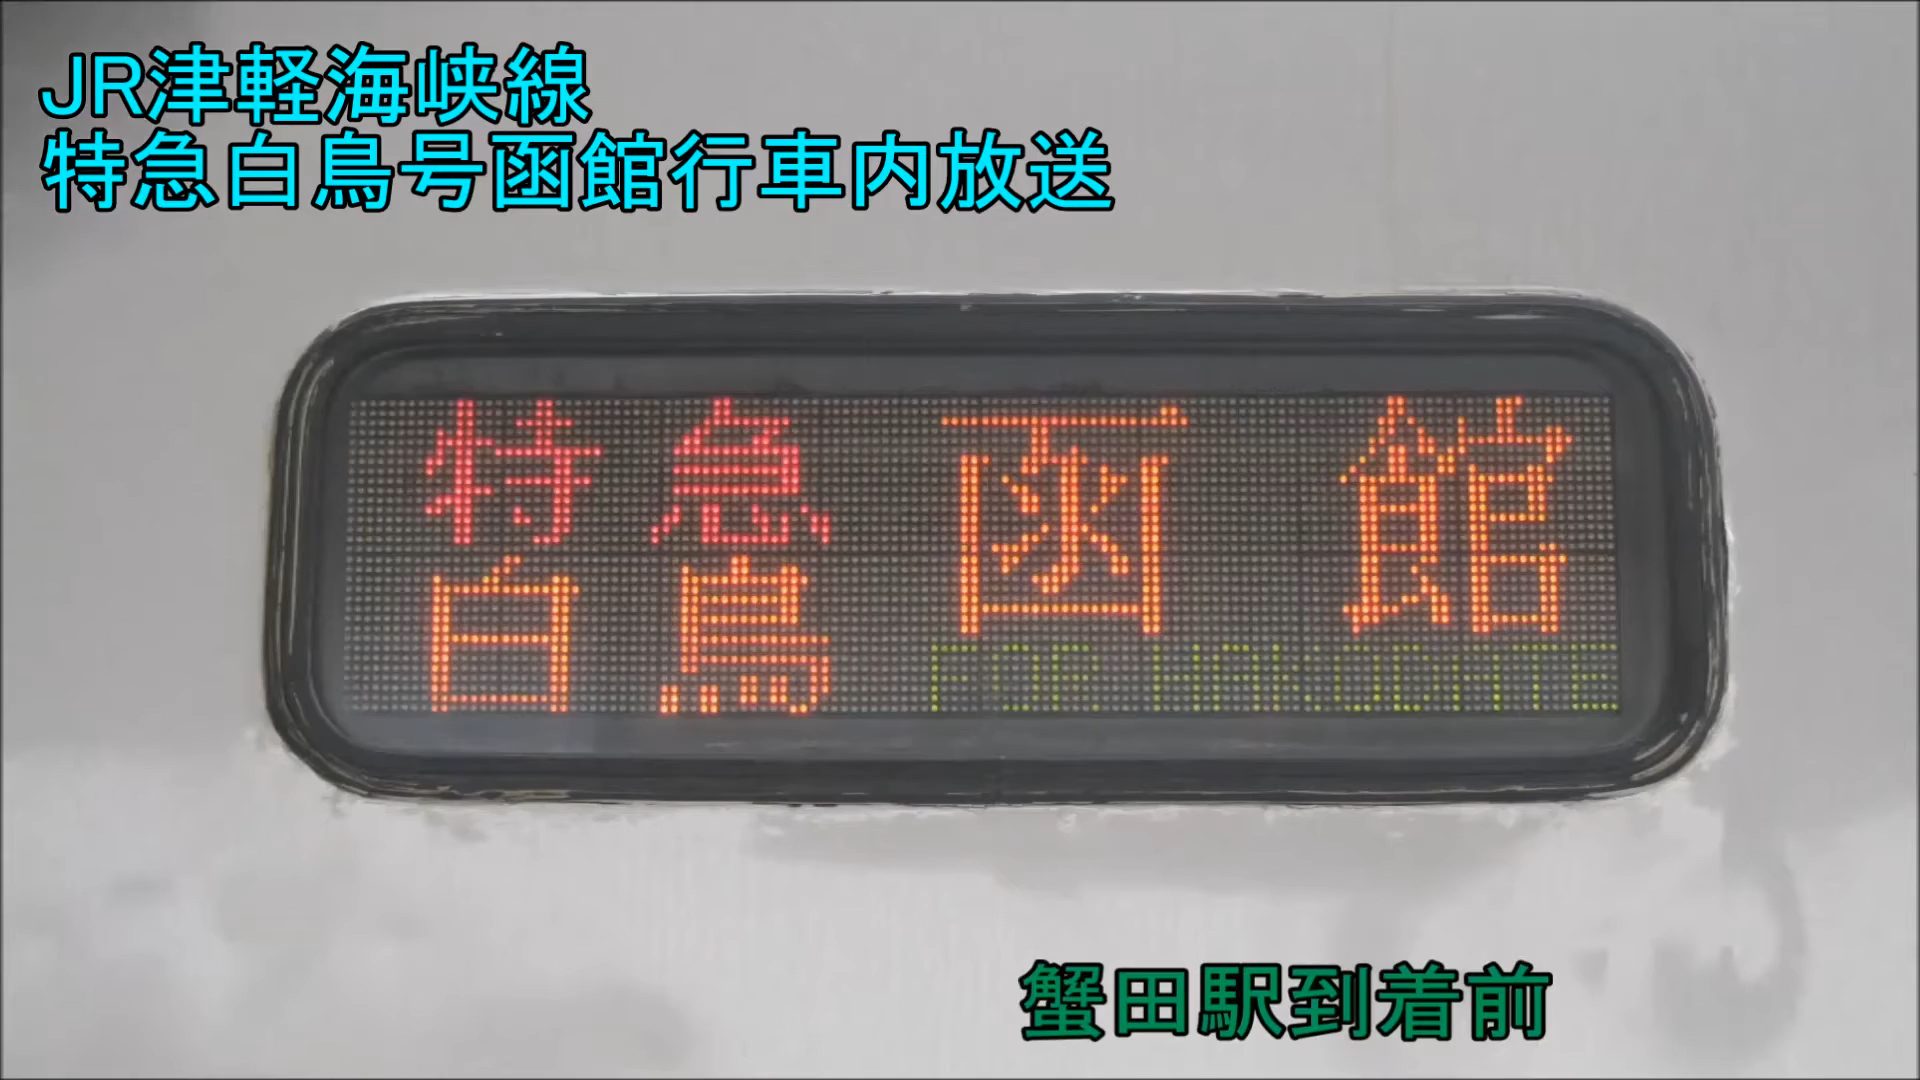 JR津軽海峡線
特急白鳥号函館行車内放送
特急 函館
白鳥
FOR HAKODATE
蟹田駅到着前